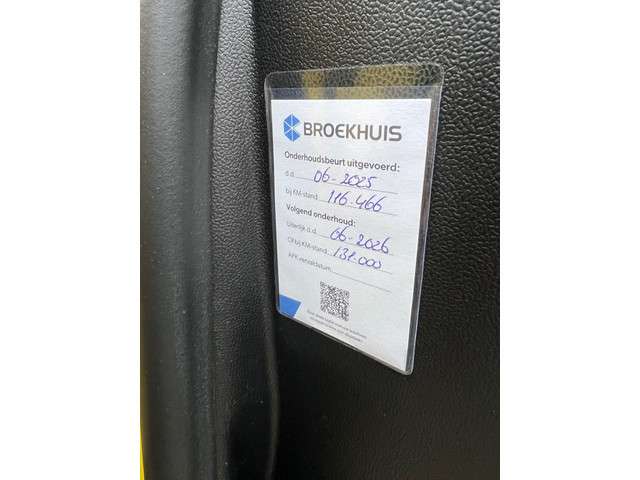 BROEKHUIS
Onderhoudsbeurt uitgevoerd:
d.d. 06-2025
bij KM-stand 116.466
Volgend onderhoud:
Uiterlijk d.d. 06-2026
Of bij KM-stand 131.000
APK vervaldatum